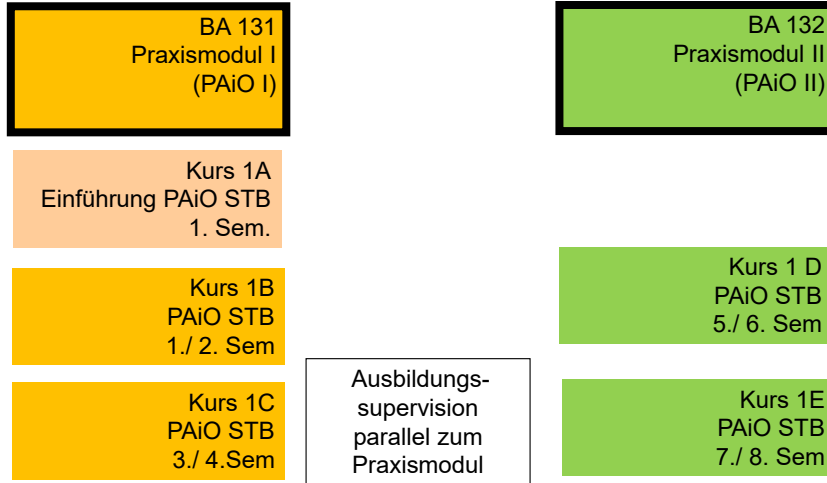 BA 131
Praxismodul I
(PAiO I)
Kurs 1A
Einführung PAiO STB
1. Sem.
Kurs 1B
PAiO STB
1./ 2. Sem
Kurs 1C
PAiO STB
3./ 4.Sem
Ausbildungs-
supervision
parallel zum
Praxismodul
BA 132
Praxismodul II
(PAiO II)
Kurs 1 D
PAiO STB
5./ 6. Sem
Kurs 1E
PAiO STB
7./ 8. Sem